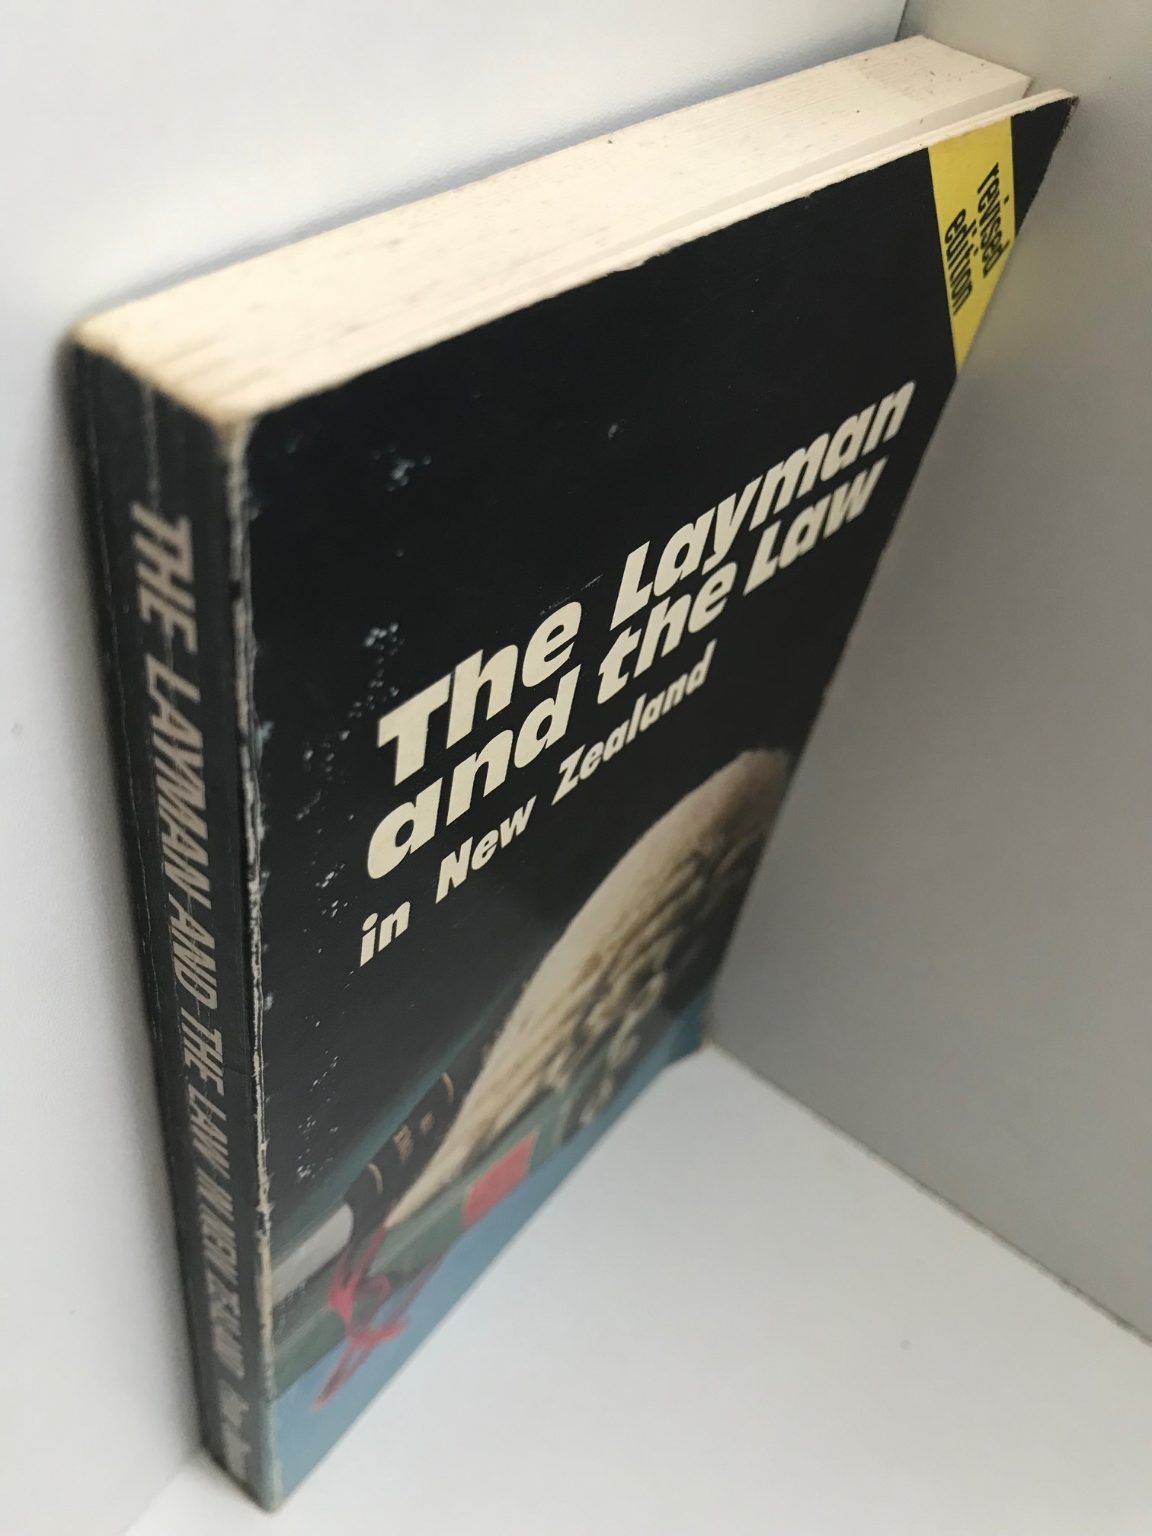 revised
edition
The Layman
and the Law
in New Zealand
THE LAYMAN AND THE LAW IN NEW ZEALAND